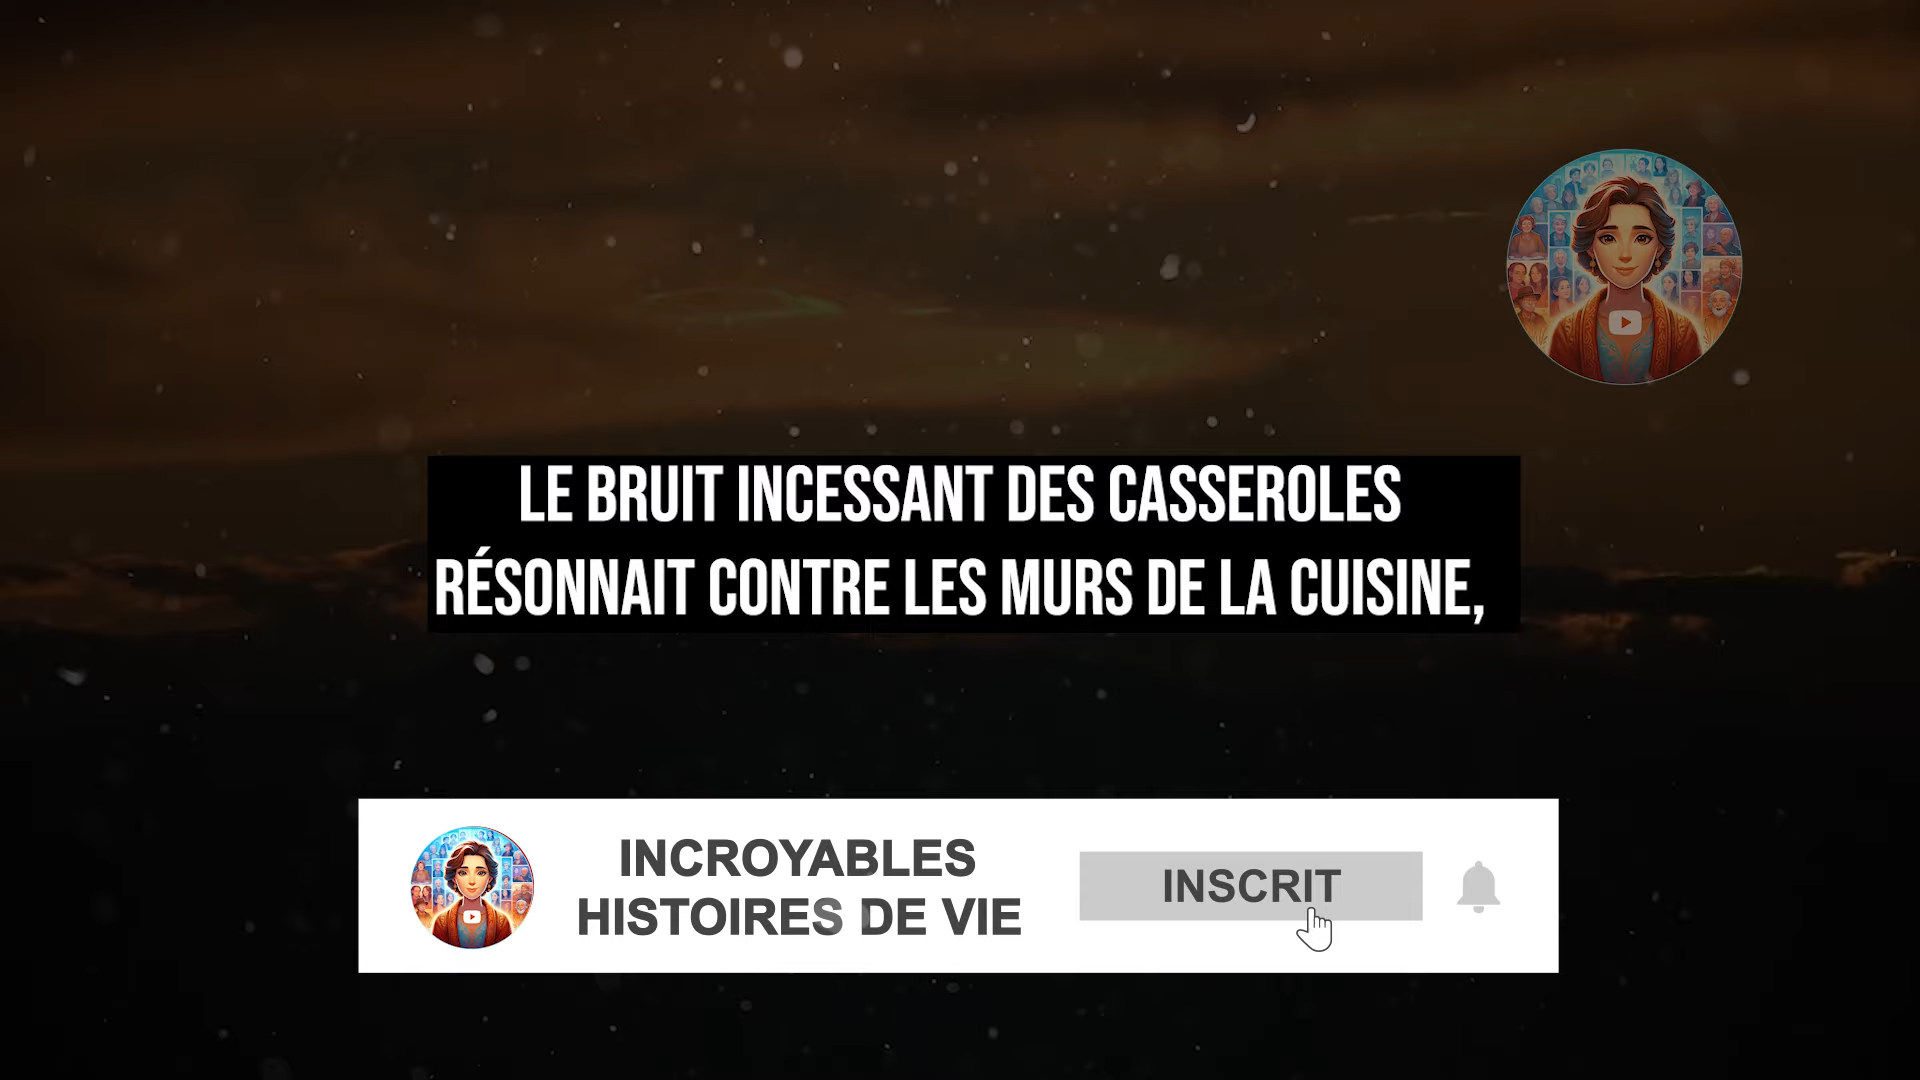 LE BRUIT INCESSANT DES CASSEROLES
RÉSONNAIT CONTRE LES MURS DE LA CUISINE,
INCROYABLES
HISTOIRES DE VIE
INSCRIT